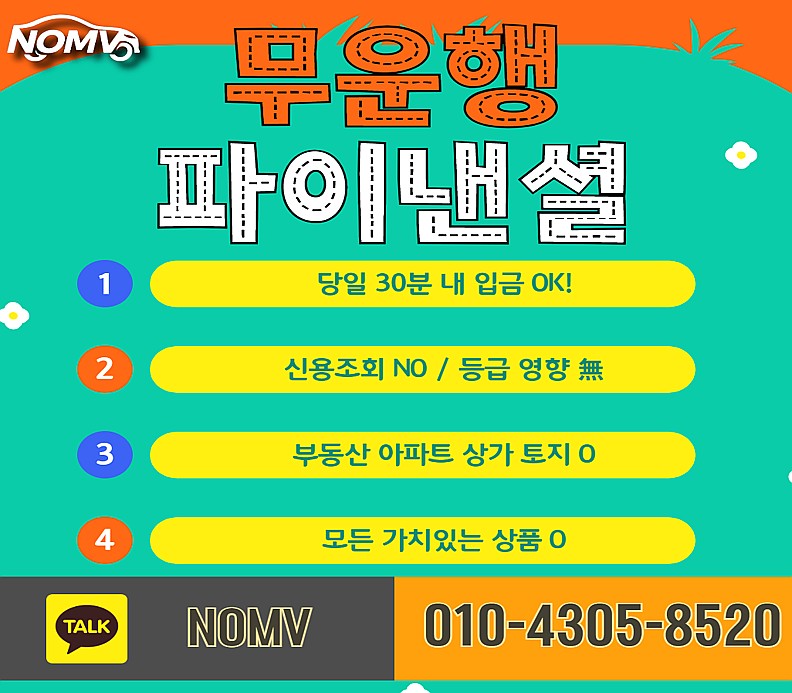 NOMV
무운행
파이낸셜
1 당일 30분 내 입금 OK!
2 신용조회 NO / 등급 영향 無
3 부동산 아파트 상가 토지 O
4 모든 가치있는 상품 O
TALK NOMV 010-4305-8520